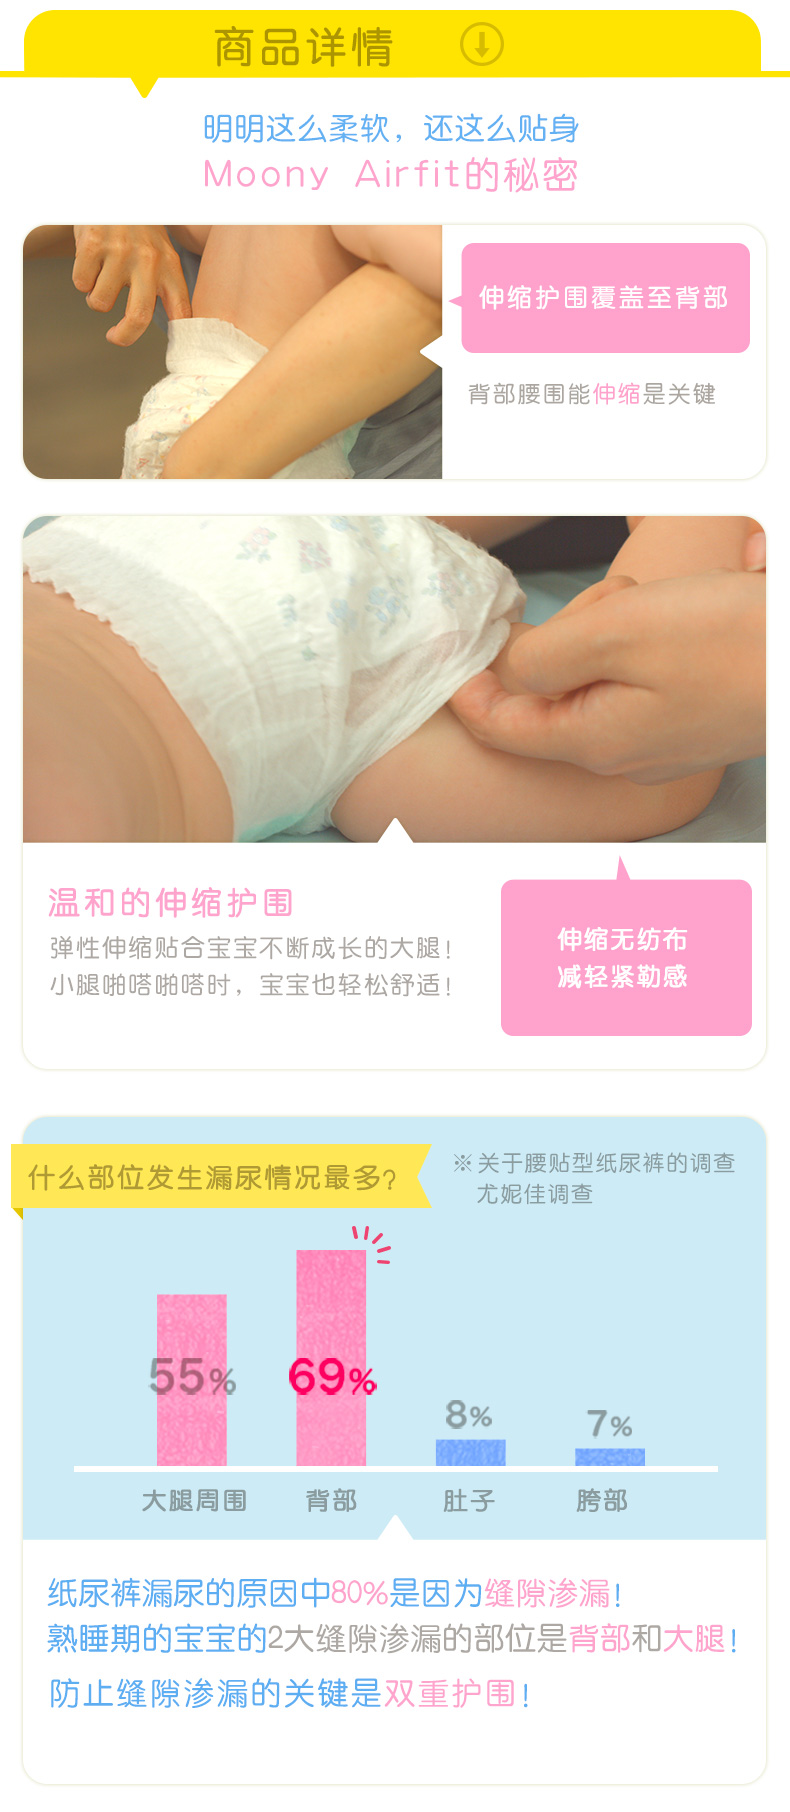 商品详情
明明这么柔软，还这么贴身
Moony Airfit的秘密
伸缩护围覆盖至背部
背部腰围能伸缩是关键
温和的伸缩护围
弹性伸缩贴合宝宝不断成长的大腿！
小腿啪嗒啪嗒时，宝宝也轻松舒适！
伸缩无纺布
减轻紧勒感
什么部位发生漏尿情况最多？
※关于腰贴型纸尿裤的调查
尤妮佳调查
55%
69%
8%
7%
大腿周围
背部
肚子
胯部
纸尿裤漏尿的原因中80%是因为缝隙渗漏！
熟睡期的宝宝的2大缝隙渗漏的部位是背部和大腿！
防止缝隙渗漏的关键是双重护围！